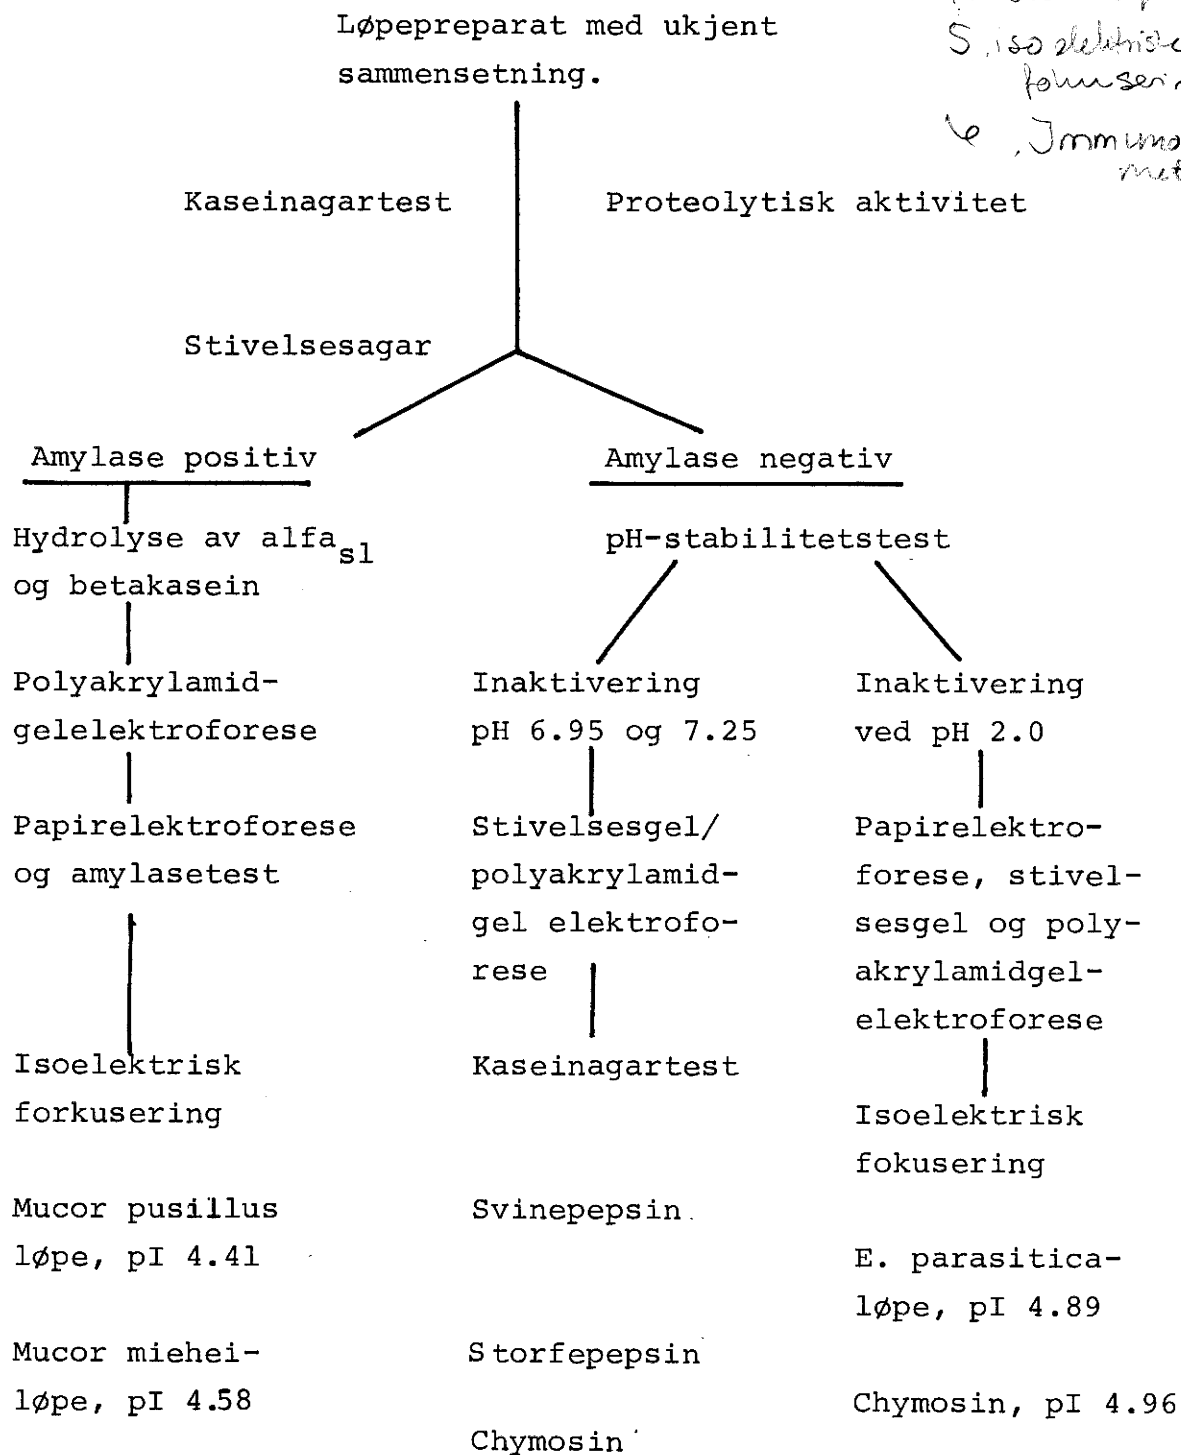 Løpepreparat med ukjent
sammensetning.
5. isoelektriske
Immuno
met
Kaseinagartest
Proteolytisk aktivitet
Stivelsesagar
Amylase positiv
Amylase negativ
Hydrolyse av alfa
sl
og betakasein
pH-stabilitetstest
Polyakrylamid-
gelelektroforese
Inaktivering
pH 6.95 og 7.25
Inaktivering
ved pH 2.0
Papirelektroforese
og amylasetest
Stivelsesgel/
polyakrylamid-
gel elektrofo-
rese
Papirelektro-
forese, stivel-
sesgel og poly-
akrylamidgel-
elektroforese
Isoelektrisk
forkusering
Kaseinagartest
Isoelektrisk
fokusering
Mucor pusillus
løpe, pI 4.41
Svinepepsin
E. parasitica-
løpe, pI 4.89
Mucor miehei-
løpe, pI 4.58
Storfepepsin
Chymosin, pI 4.96
Chymosin